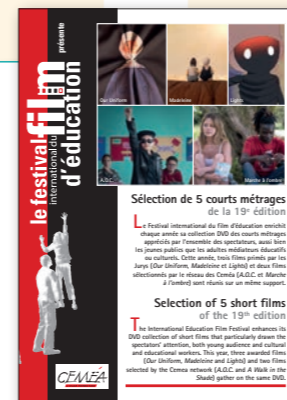 présente
le festival
international du
film
d'éducation
Our Uniform
Madeleine
Lights
A.O.C.
Marche à l'ombre
Sélection de 5 courts métrages
de la 19e édition
Le Festival international du film d'éducation enrichit
chaque année sa collection DVD des courts métrages
appréciés par l'ensemble des spectateurs, aussi bien
les jeunes publics que les adultes médiateurs éducatifs
ou culturels. Cette année, trois films primés par les
Jurys (Our Uniform, Madeleine et Lights) et deux films
sélectionnés par le réseau des Ceméa (A.O.C. et Marche
à l'ombre) sont réunis sur un même support.
Selection of 5 short films
of the 19th edition
The International Education Film Festival enhances its
DVD collection of short films that particularly drawn the
spectators' attention, both young audience and cultural
and educational workers. This year, three awarded films
(Our Uniform, Madeleine and Lights) and two films
selected by the Cemea network (A.O.C. and A Walk in the
Shade) gather on the same DVD.
CEMÉA